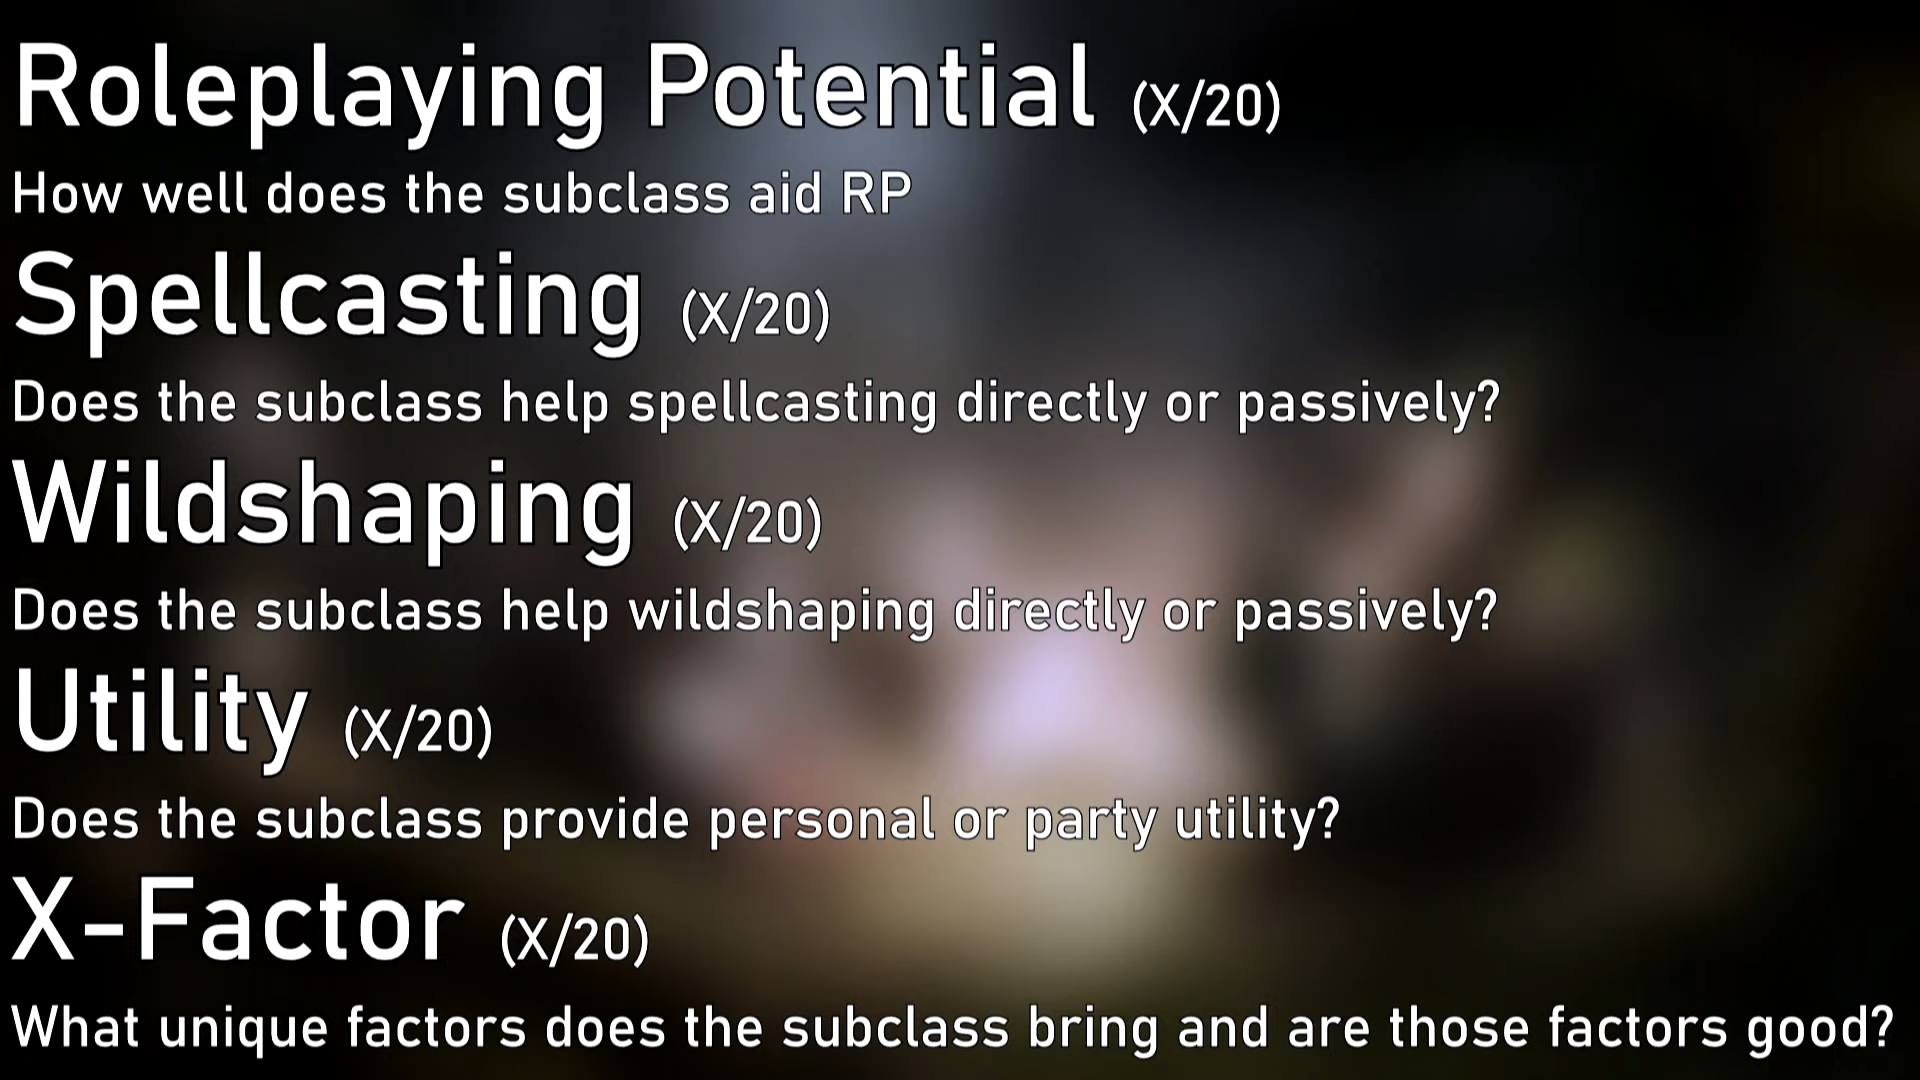 Roleplaying Potential (X/20)
How well does the subclass aid RP
Spellcasting (X/20)
Does the subclass help spellcasting directly or passively?
Wildshaping (X/20)
Does the subclass help wildshaping directly or passively?
Utility (X/20)
Does the subclass provide personal or party utility?
X-Factor (X/20)
What unique factors does the subclass bring and are those factors good?